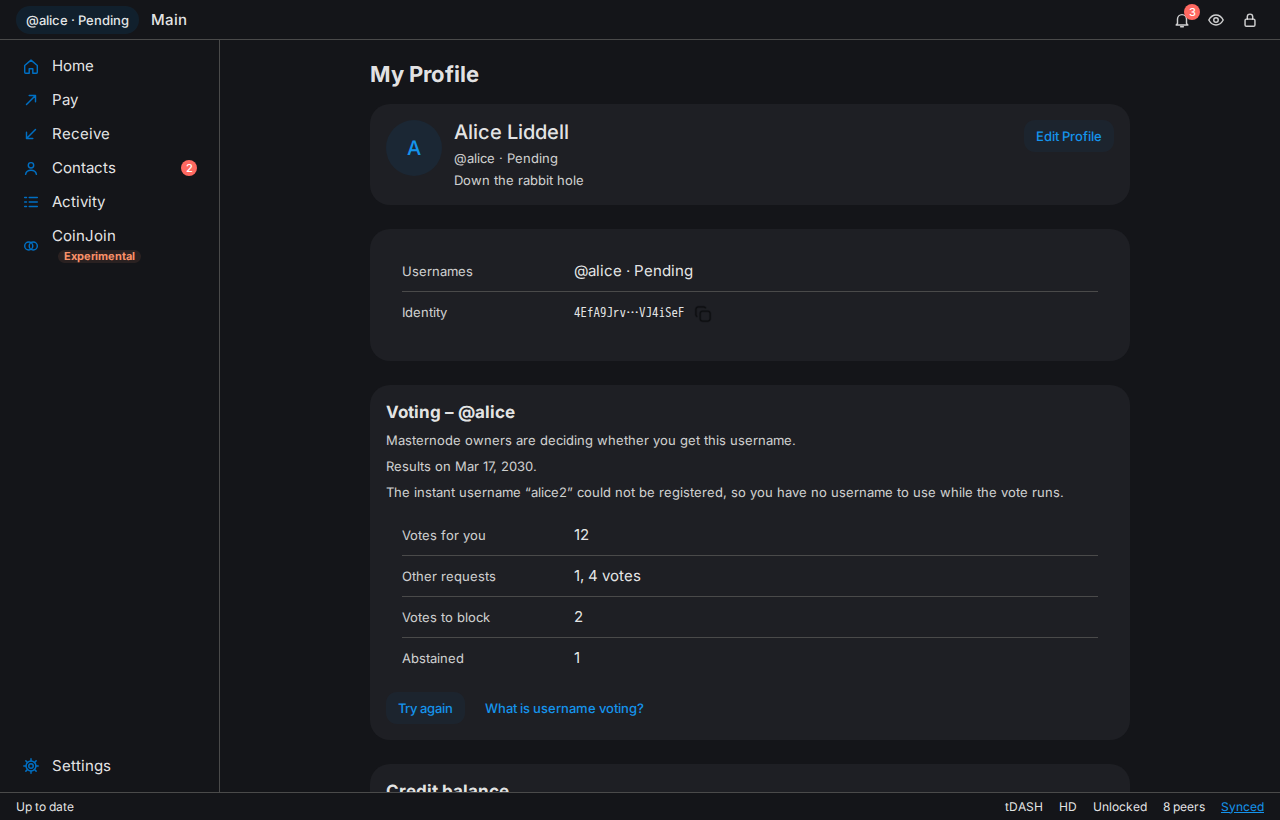 @alice · Pending
Main
3
Home
Pay
Receive
Contacts
2
Activity
CoinJoin
Experimental
Settings
My Profile
A
Alice Liddell
@alice · Pending
Down the rabbit hole
Edit Profile
Usernames @alice · Pending
Identity 4EfA9Jrv···VJ4iSeF
Voting – @alice
Masternode owners are deciding whether you get this username.
Results on Mar 17, 2030.
The instant username “alice2” could not be registered, so you have no username to use while the vote runs.
Votes for you 12
Other requests 1, 4 votes
Votes to block 2
Abstained 1
Try again
What is username voting?
Credit balance
Up to date
tDASH HD Unlocked 8 peers Synced